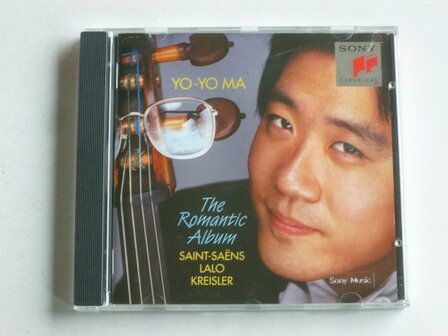 SONY
CLASSICAL
YO-YO MA
The
Romantic
Album
SAINT-SAËNS
LALO
KREISLER
Sony Music